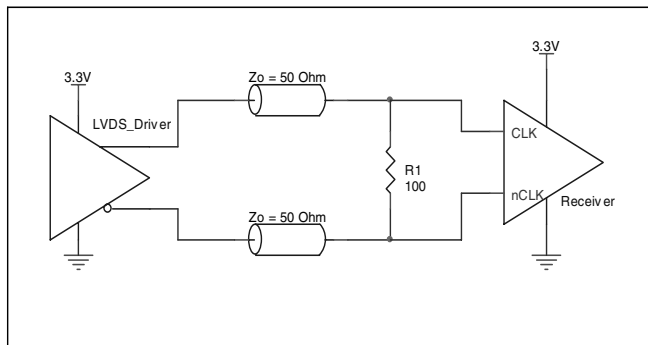 3.3V
LVDS_Driver
Zo = 50 Ohm
Zo = 50 Ohm
R1
100
3.3V
CLK
nCLK
Receiver